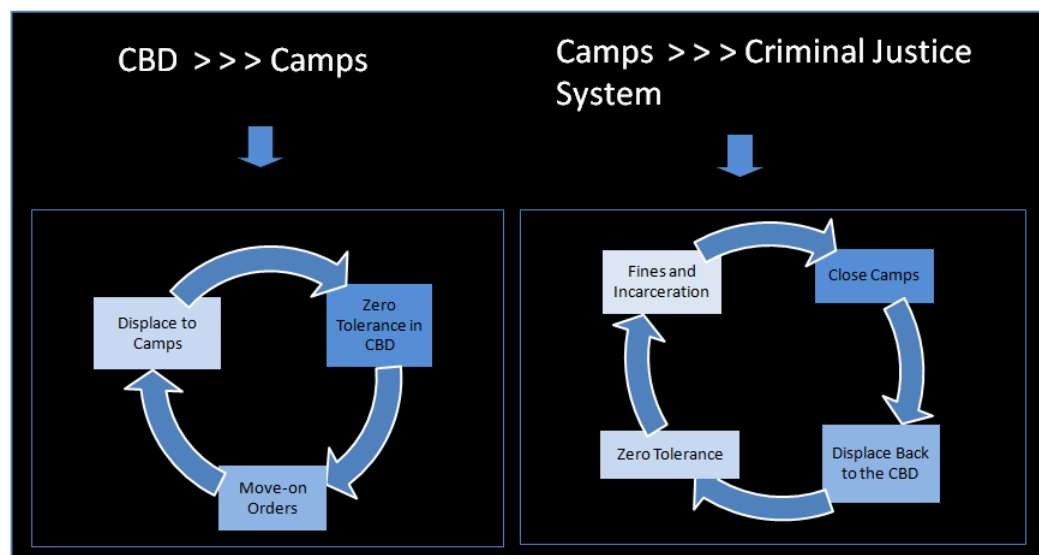 CBD >>> Camps
Camps >>> Criminal Justice
System
Displace to
Camps
Zero
Tolerance in
CBD
Move-on
Orders
Fines and
Incarceration
Close Camps
Zero Tolerance
Displace Back
to the CBD